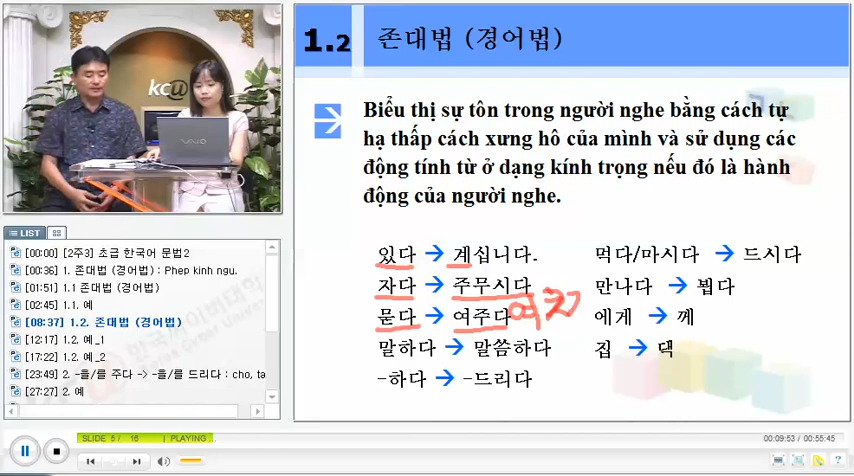 kc@
VAIO
LIST
[00:00] [2주3] 초급 한국어 문법2
[00:36] 1. 존대법 (경어법) : Phep kinh ngu.
[01:51] 1.1 존대법 (경어법)
[02:45] 1.1. 예
[08:37] 1.2. 존대법 (경어법)
[12:17] 1.2. 예_1
[17:22] 1.2. 예_2
[23:49] 2. -을/를 주다 -> -을/를 드리다 : cho, ta
[27:27] 2. 예
1.2 존대법 (경어법)
Biểu thị sự tôn trong người nghe bằng cách tự
hạ thấp cách xưng hô của mình và sử dụng các
động tính từ ở dạng kính trọng nếu đó là hành
động của người nghe.
있다 → 계십니다.
자다 → 주무시다
묻다 → 여주다
말하다 → 말씀하다
-하다 → -드리다
먹다/마시다 → 드시다
만나다 → 뵙다
에게 → 께
집 → 댁
SLIDE 5 / 16 PLAYING
00:09:53 / 00:55:45